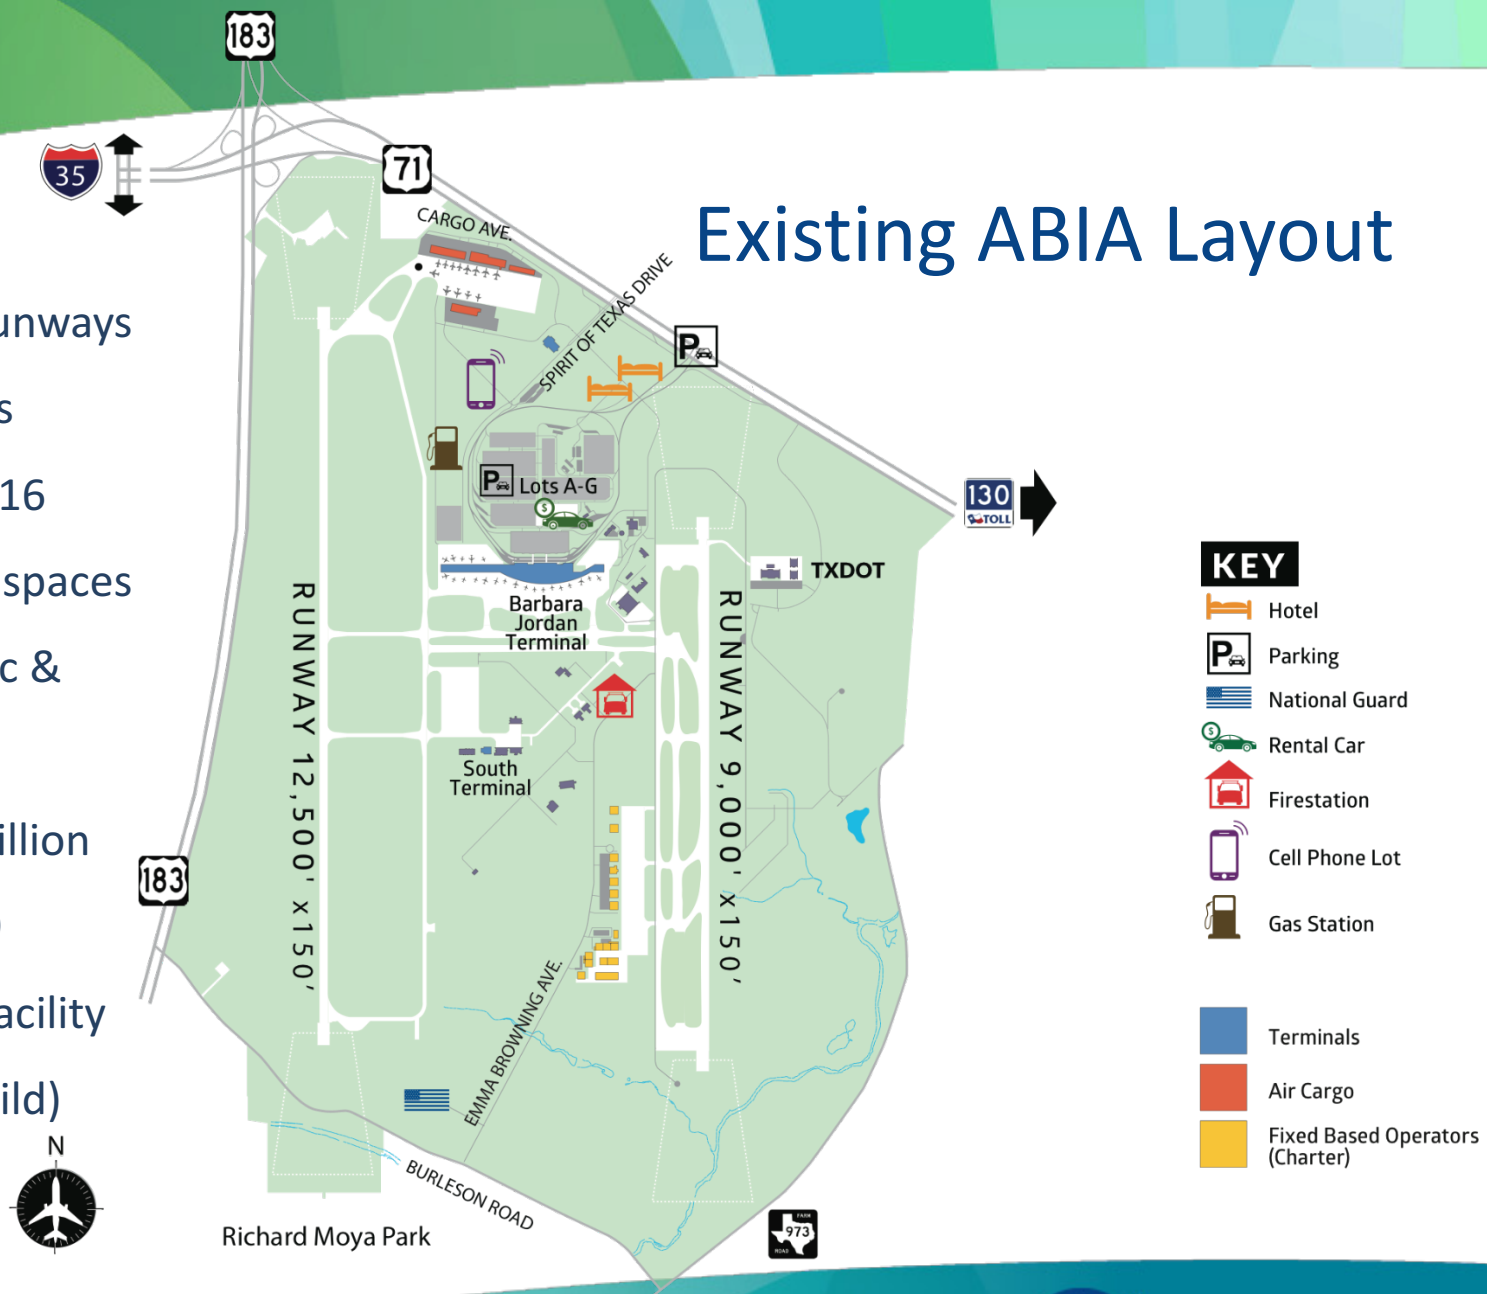 183
35
71
CARGO AVE.
Existing ABIA Layout
SPIRIT OF TEXAS DRIVE
unways
P
s
16
P
Lots A-G
$
130
TOLL
spaces
TXDOT
Barbara
Jordan
Terminal
RUNWAY 12,500' x150'
RUNWAY 9,000' x150'
c &
South
Terminal
illion
183
)
acility
ild)
EMMA BROWNING AVE.
BURLESON ROAD
N
Richard Moya Park
FARM
973
ROAD
KEY
Hotel
P
Parking
National Guard
$
Rental Car
Firestation
Cell Phone Lot
Gas Station
Terminals
Air Cargo
Fixed Based Operators
(Charter)